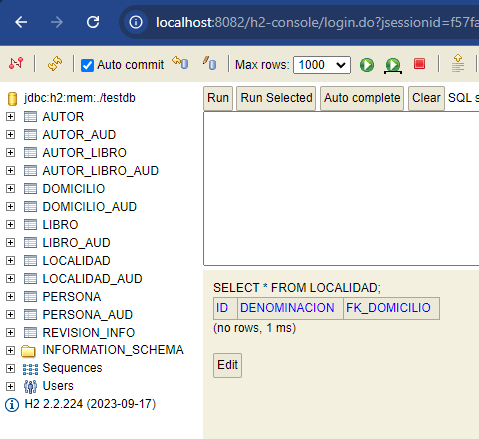 localhost:8082/h2-console/login.do?jsessionid=f57fa
Auto commit
Max rows: 1000
jdbc:h2:mem:./testdb
AUTOR
AUTOR_AUD
AUTOR_LIBRO
AUTOR_LIBRO_AUD
DOMICILIO
DOMICILIO_AUD
LIBRO
LIBRO_AUD
LOCALIDAD
LOCALIDAD_AUD
PERSONA
PERSONA_AUD
REVISION_INFO
INFORMATION_SCHEMA
Sequences
Users
H2 2.2.224 (2023-09-17)
Run Run Selected Auto complete Clear SQL s
SELECT * FROM LOCALIDAD;
ID DENOMINACION FK_DOMICILIO
(no rows, 1 ms)
Edit